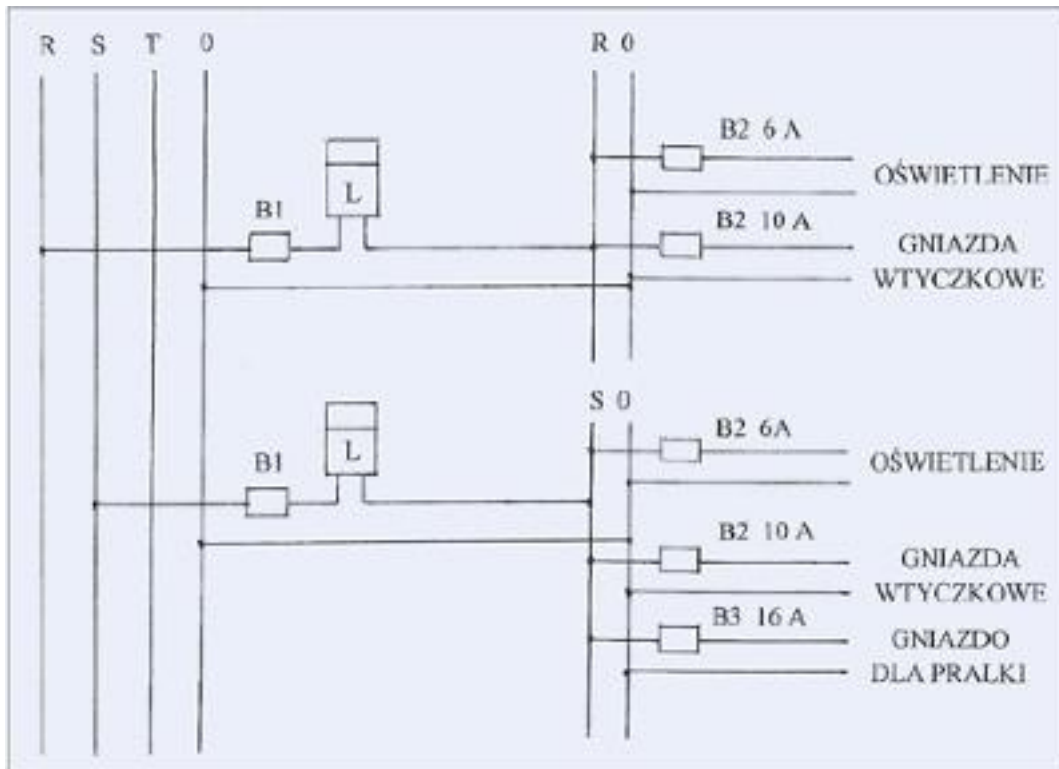 R S T 0
R 0
B2 6 A
OŚWIETLENIE
L
B1
B2 10 A
GNIAZDA
WTYCZKOWE
S 0
B2 6A
OŚWIETLENIE
L
B1
B2 10 A
GNIAZDA
WTYCZKOWE
B3 16 A
GNIAZDO
DLA PRALKI